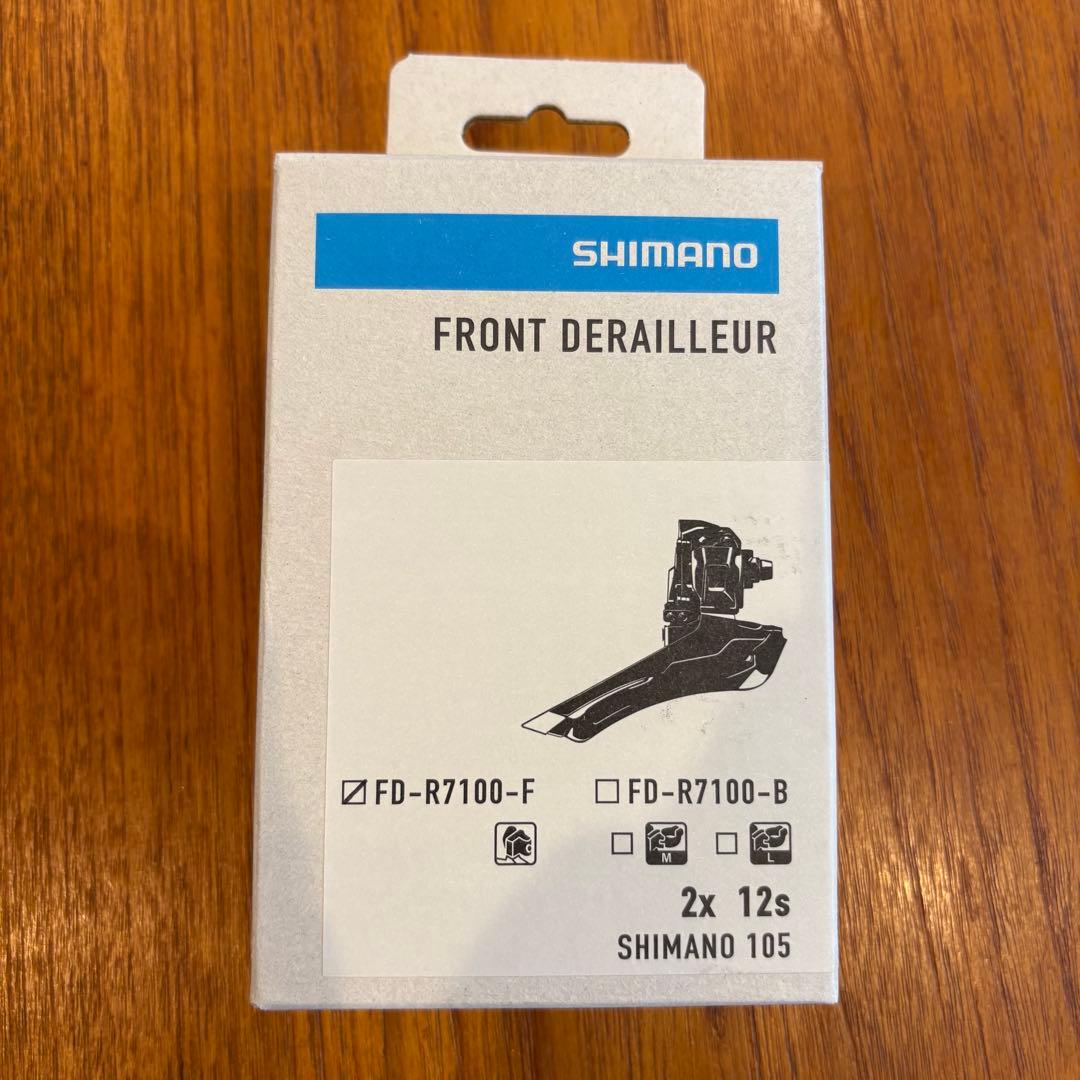 SHIMANO
FRONT DERAILLEUR
FD-R7100-F FD-R7100-B
M L
2x 12s
SHIMANO 105